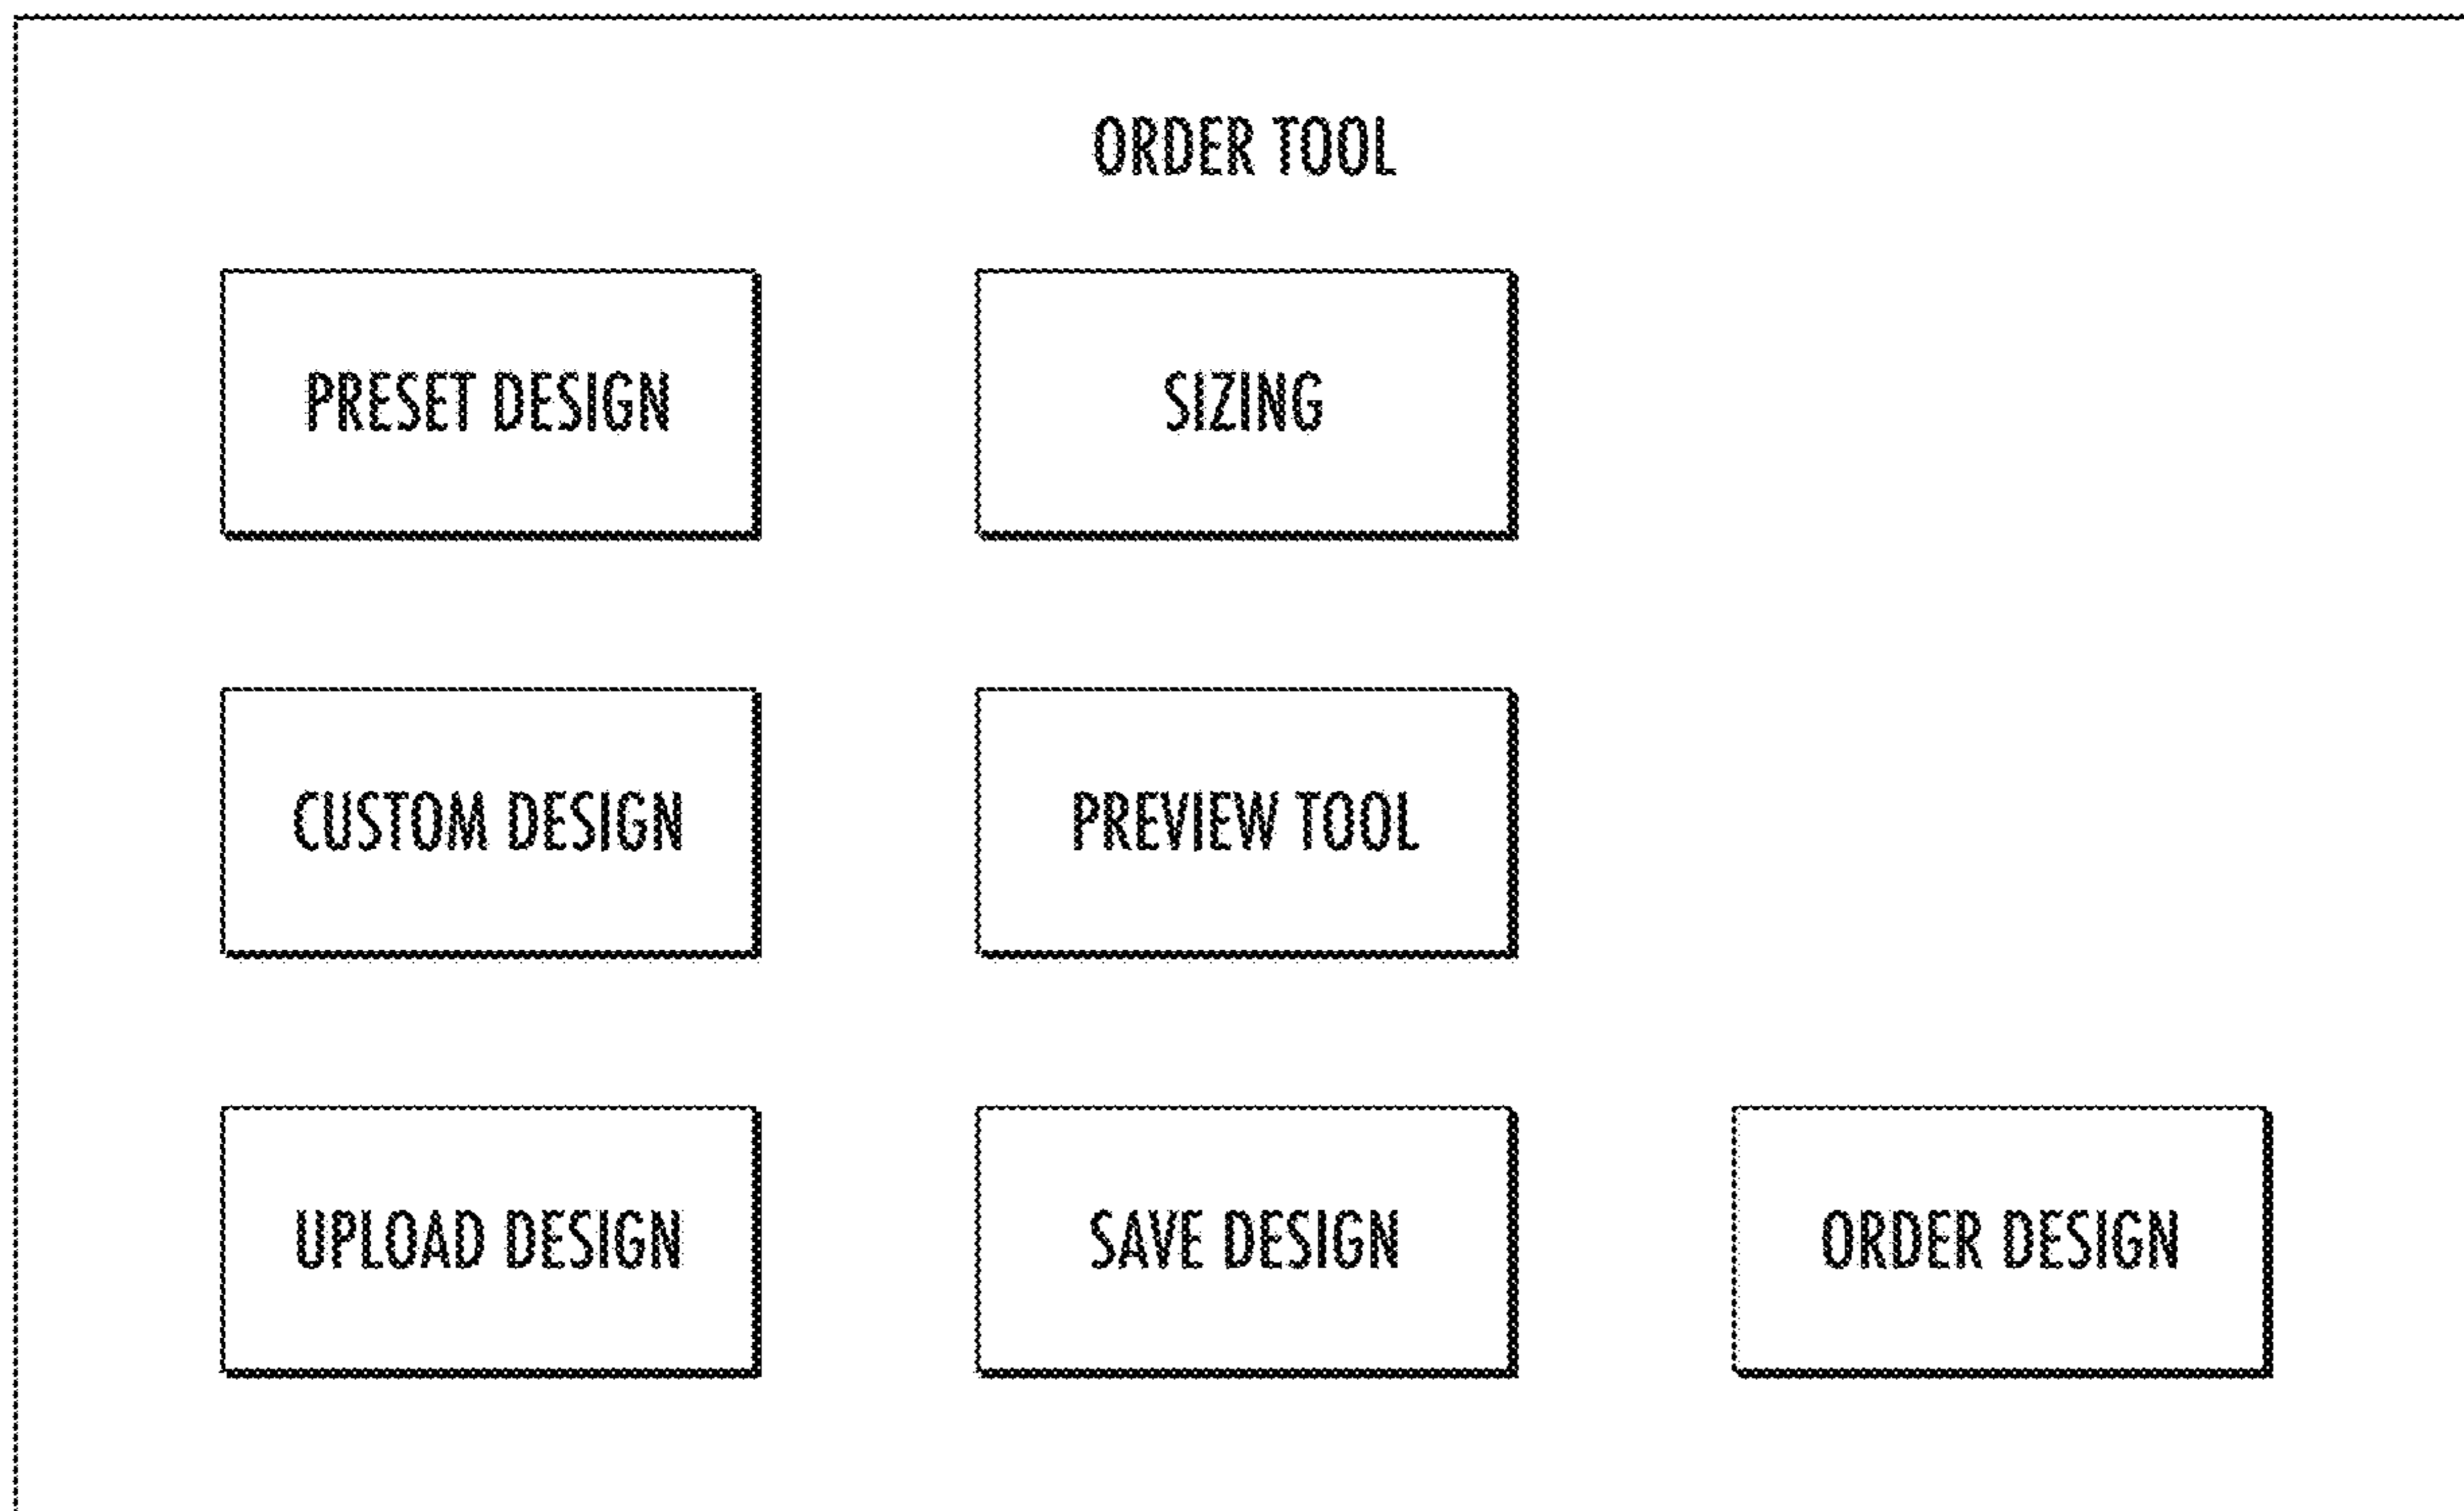 ORDER TOOL
PRESET DESIGN
SIZING
CUSTOM DESIGN
PREVIEW TOOL
UPLOAD DESIGN
SAVE DESIGN
ORDER DESIGN